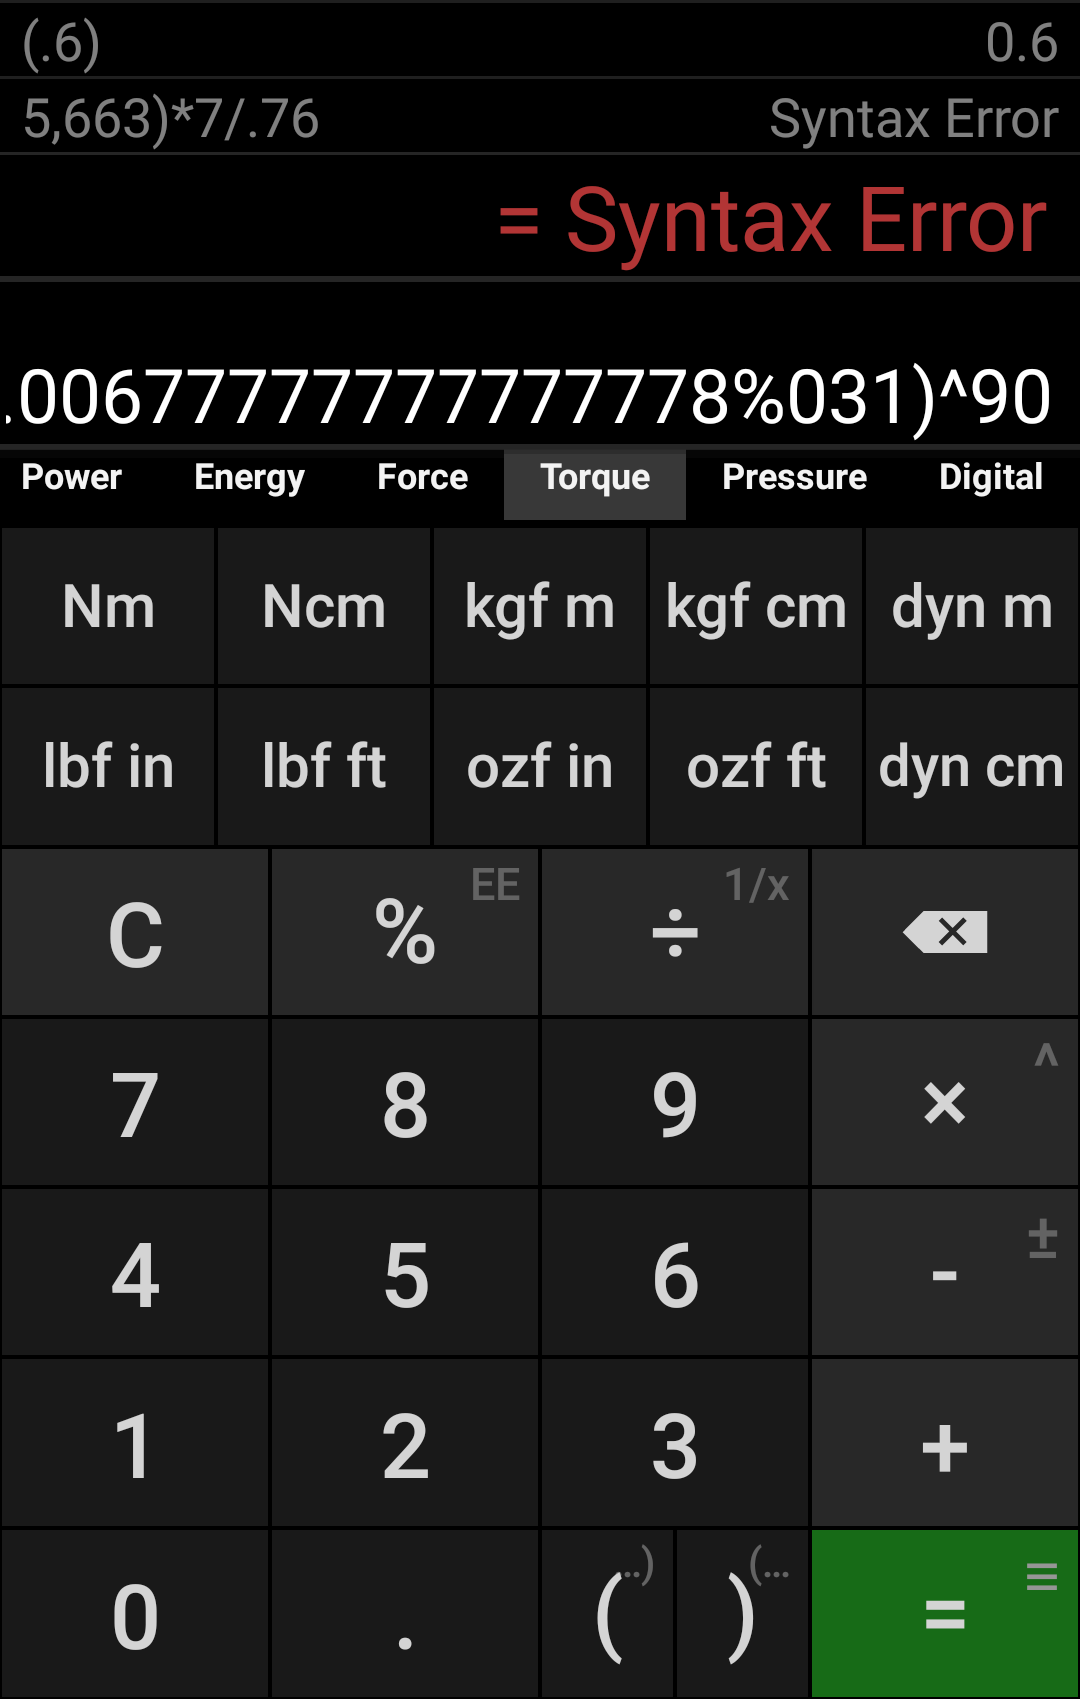 (.6) 0.6
5,663)*7/.76 Syntax Error
= Syntax Error
.00677777777777778%031)^90
Power Energy Force Torque Pressure Digital
Nm Ncm kgf m kgf cm dyn m
lbf in lbf ft ozf in ozf ft dyn cm
C % EE ÷ 1/x
7 8 9 × ^
4 5 6 - ±
1 2 3 +
0 . ( ..) ) (... = ≡